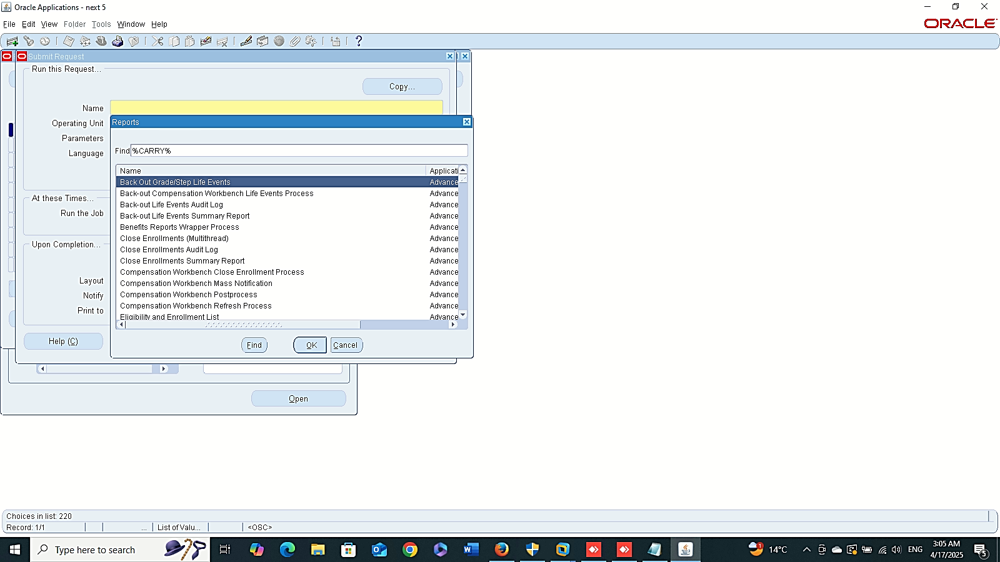 Oracle Applications - next 5
File Edit View Folder Tools Window Help
ORACLE
Submit Request
Run this Request...
Copy...
Name
Operating Unit
Parameters
Language
Reports
Find %CARRY%
Name Applicati
Back Out Grade/Step Life Events Advance
Back-out Compensation Workbench Life Events Process Advance
Back-out Life Events Audit Log Advance
Back-out Life Events Summary Report Advance
Benefits Reports Wrapper Process Advance
Close Enrollments (Multithread) Advance
Close Enrollments Audit Log Advance
Close Enrollments Summary Report Advance
Compensation Workbench Close Enrollment Process Advance
Compensation Workbench Mass Notification Advance
Compensation Workbench Postprocess Advance
Compensation Workbench Refresh Process Advance
Eligibility and Enrollment List Advance
At these Times...
Run the Job
Upon Completion...
Layout
Notify
Print to
Help (C)
Find OK Cancel
Open
Choices in list: 220
Record: 1/1 ... List of Valu... <OSC>
Type here to search
14°C
ENG
3:05 AM
4/17/2025
5